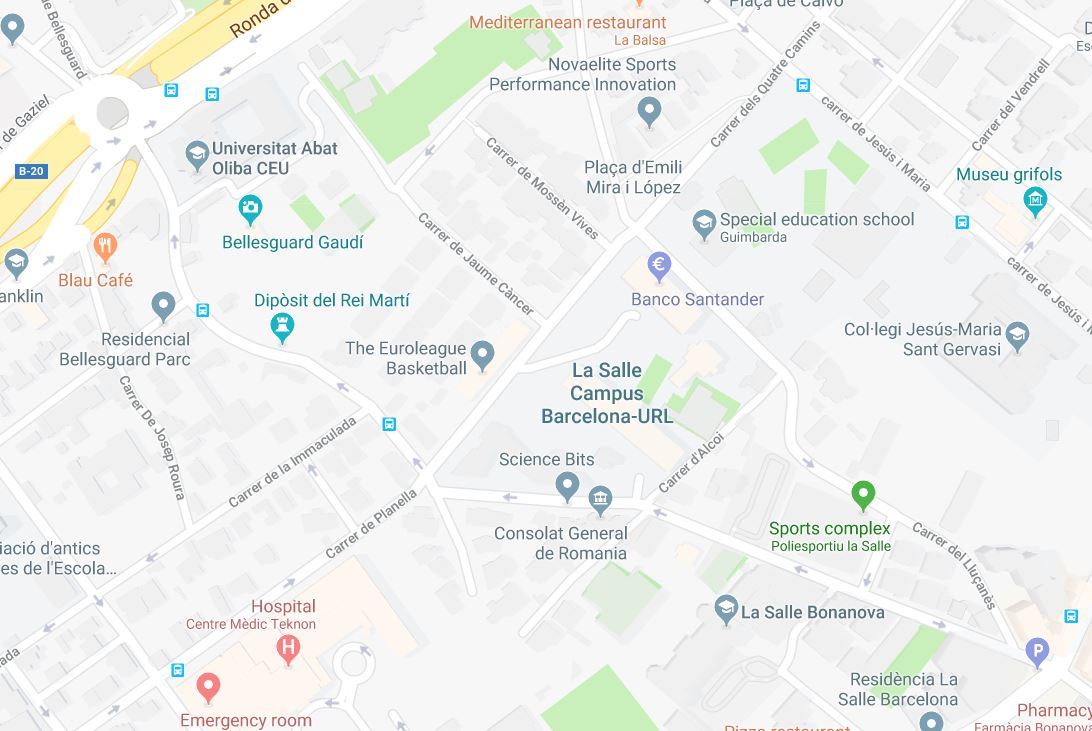 Plaça de Calvo
Ronda d
Mediterranean restaurant
La Balsa
de Bellesguard
Novaelite Sports
Performance Innovation
Carrer dels Quatre Camins
Carrer del Vendrell
de Gaziel
carrer de Jesús i Maria
Universitat Abat
Oliba CEU
Carrer de Mossèn Vives
B-20
Plaça d'Emili
Mira i López
Museu grifols
Special education school
Guimbarda
Bellesguard Gaudí
Carrer de Jaume Càncer
Blau Café
anklin
carrer de Jesús i
Banco Santander
Dipòsit del Rei Martí
Residencial
Bellesguard Parc
The Euroleague
Basketball
Col·legi Jesús-Maria
Sant Gervasi
La Salle
Campus
Barcelona-URL
Carrer De Josep Roura
Carrer de la Immaculada
Carrer d'Alcoi
Science Bits
Carrer de Planella
Consolat General
de Romania
Sports complex
Poliesportiu la Salle
Carrer del Lluçanès
iació d'antics
es de l'Escola...
Hospital
Centre Mèdic Teknon
H
La Salle Bonanova
P
Residència La
Salle Barcelona
Emergency room
Pharmacy
Farmàcia Bonanova
Pizza restaurant